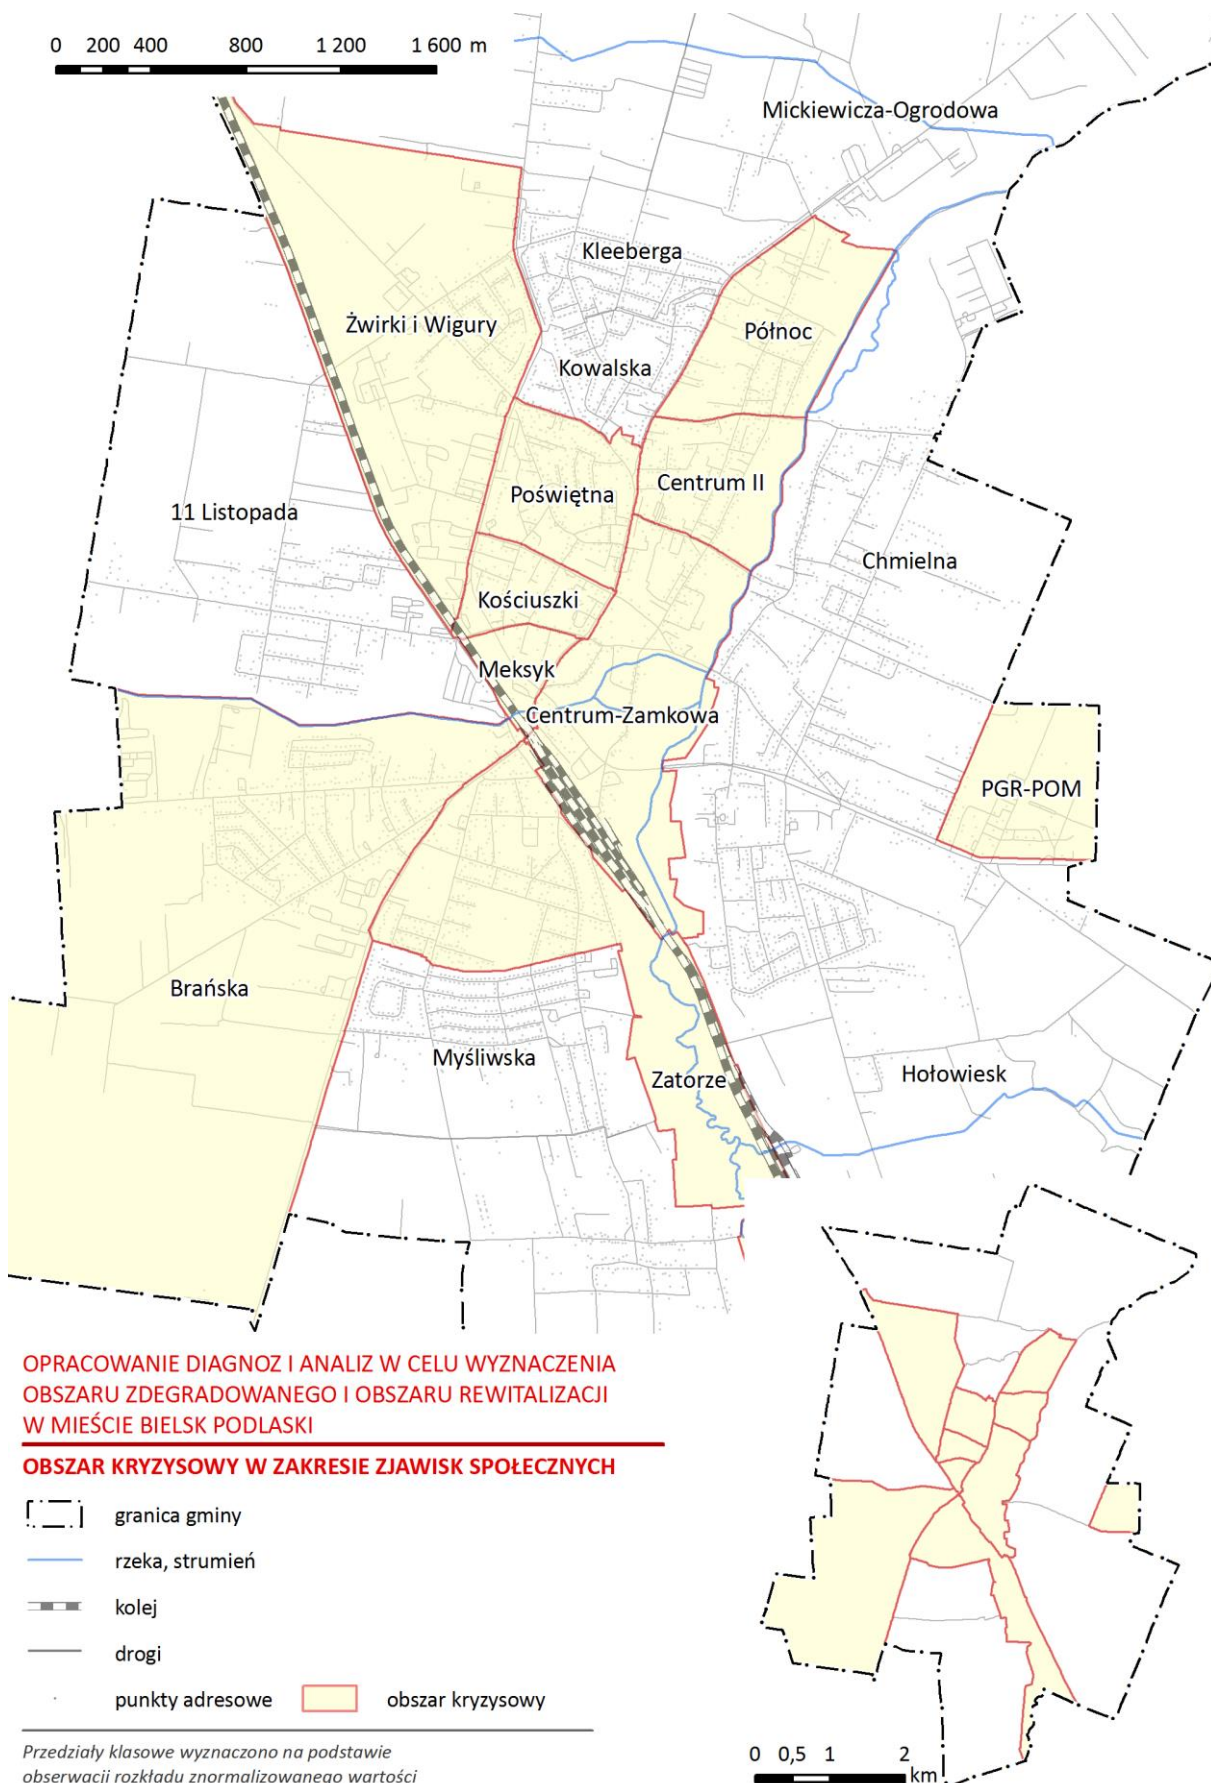 0 200 400 800 1 200 1 600 m
Mickiewicza-Ogrodowa
Kleeberga
Żwirki i Wigury
Północ
Kowalska
Poświętna
Centrum II
11 Listopada
Chmielna
Kościuszki
Meksyk
Centrum-Zamkowa
PGR-POM
Brańska
Myśliwska
Zatorze
Hołowiesk
OPRACOWANIE DIAGNOZ I ANALIZ W CELU WYZNACZENIA
OBSZARU ZDEGRADOWANEGO I OBSZARU REWITALIZACJI
W MIEŚCIE BIELSK PODLASKI
OBSZAR KRYZYSOWY W ZAKRESIE ZJAWISK SPOŁECZNYCH
granica gminy
rzeka, strumień
kolej
drogi
punkty adresowe obszar kryzysowy
Przedziały klasowe wyznaczono na podstawie
obserwacji rozkładu znormalizowanego wartości
0 0,5 1 2
km